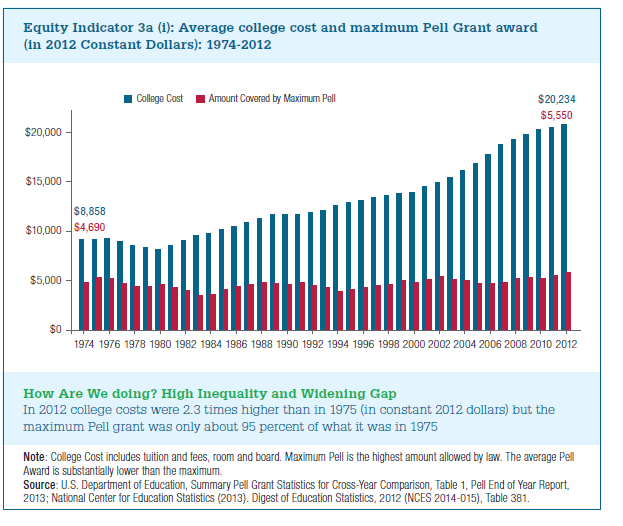 Equity Indicator 3a (i): Average college cost and maximum Pell Grant award
(in 2012 Constant Dollars): 1974-2012
College Cost
Amount Covered by Maximum Pell
$20,234
$5,550
$20,000
$15,000
$8,858
$10,000
$4,690
$5,000
$0
1974 1976 1978 1980 1982 1984 1986 1988 1990 1992 1994 1996 1998 2000 2002 2004 2006 2008 2010 2012
How Are We doing? High Inequality and Widening Gap
In 2012 college costs were 2.3 times higher than in 1975 (in constant 2012 dollars) but the
maximum Pell grant was only about 95 percent of what it was in 1975
Note: College Cost includes tuition and fees, room and board. Maximum Pell is the highest amount allowed by law. The average Pell
Award is substantially lower than the maximum.
Source: U.S. Department of Education, Summary Pell Grant Statistics for Cross-Year Comparison, Table 1, Pell End of Year Report,
2013; National Center for Education Statistics (2013). Digest of Education Statistics, 2012 (NCES 2014-015), Table 381.